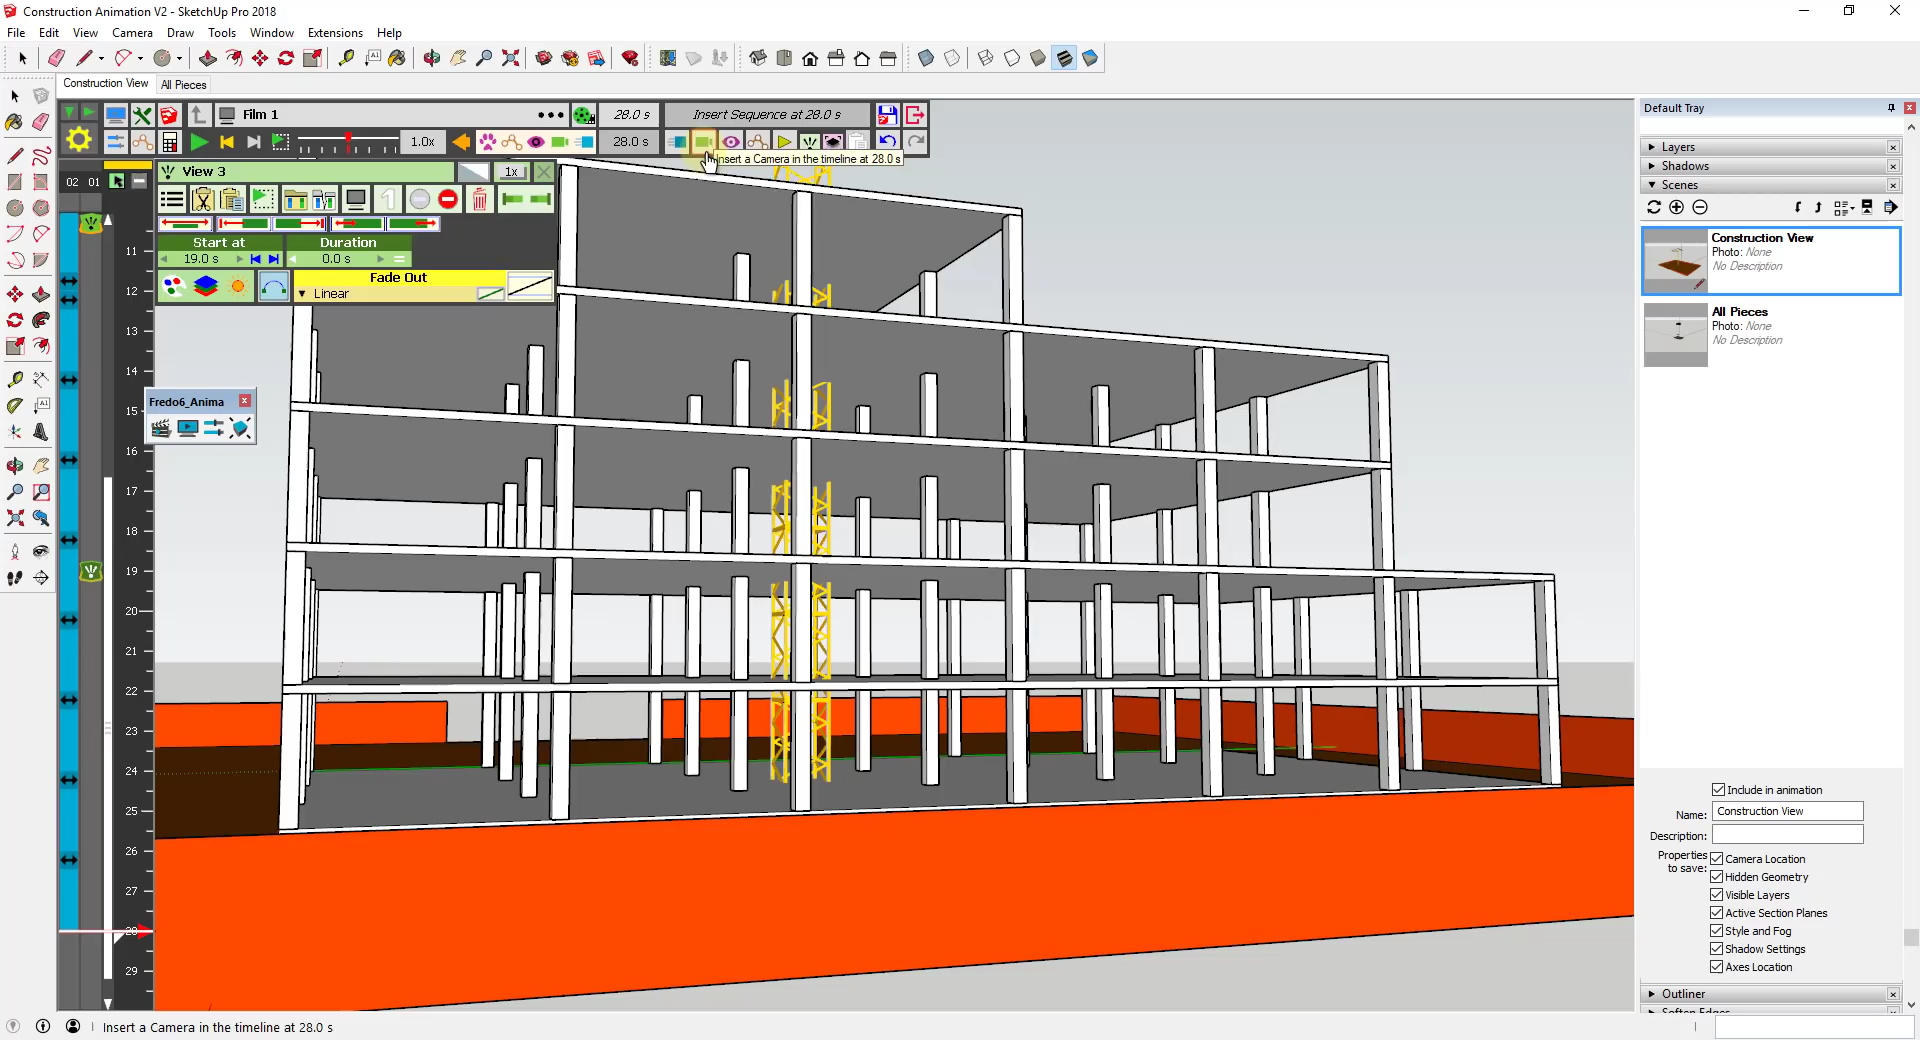 Construction Animation V2 - SketchUp Pro 2018
File Edit View Camera Draw Tools Window Extensions Help
Construction View All Pieces
Film 1 28.0 s Insert Sequence at 28.0 s
1.0x 28.0 s
Insert a Camera in the timeline at 28.0 s
02 01
View 3 1x
Start at Duration
19.0 s 0.0 s
Fade Out
Linear
Fredo6_Anima
11
12
13
14
15
16
17
18
19
20
21
22
23
24
25
26
27
28
29
Default Tray
Layers
Shadows
Scenes
Construction View
Photo: None
No Description
All Pieces
Photo: None
No Description
Include in animation
Name: Construction View
Description:
Properties to save:
Camera Location
Hidden Geometry
Visible Layers
Active Section Planes
Style and Fog
Shadow Settings
Axes Location
Outliner
Soften Edges
Insert a Camera in the timeline at 28.0 s